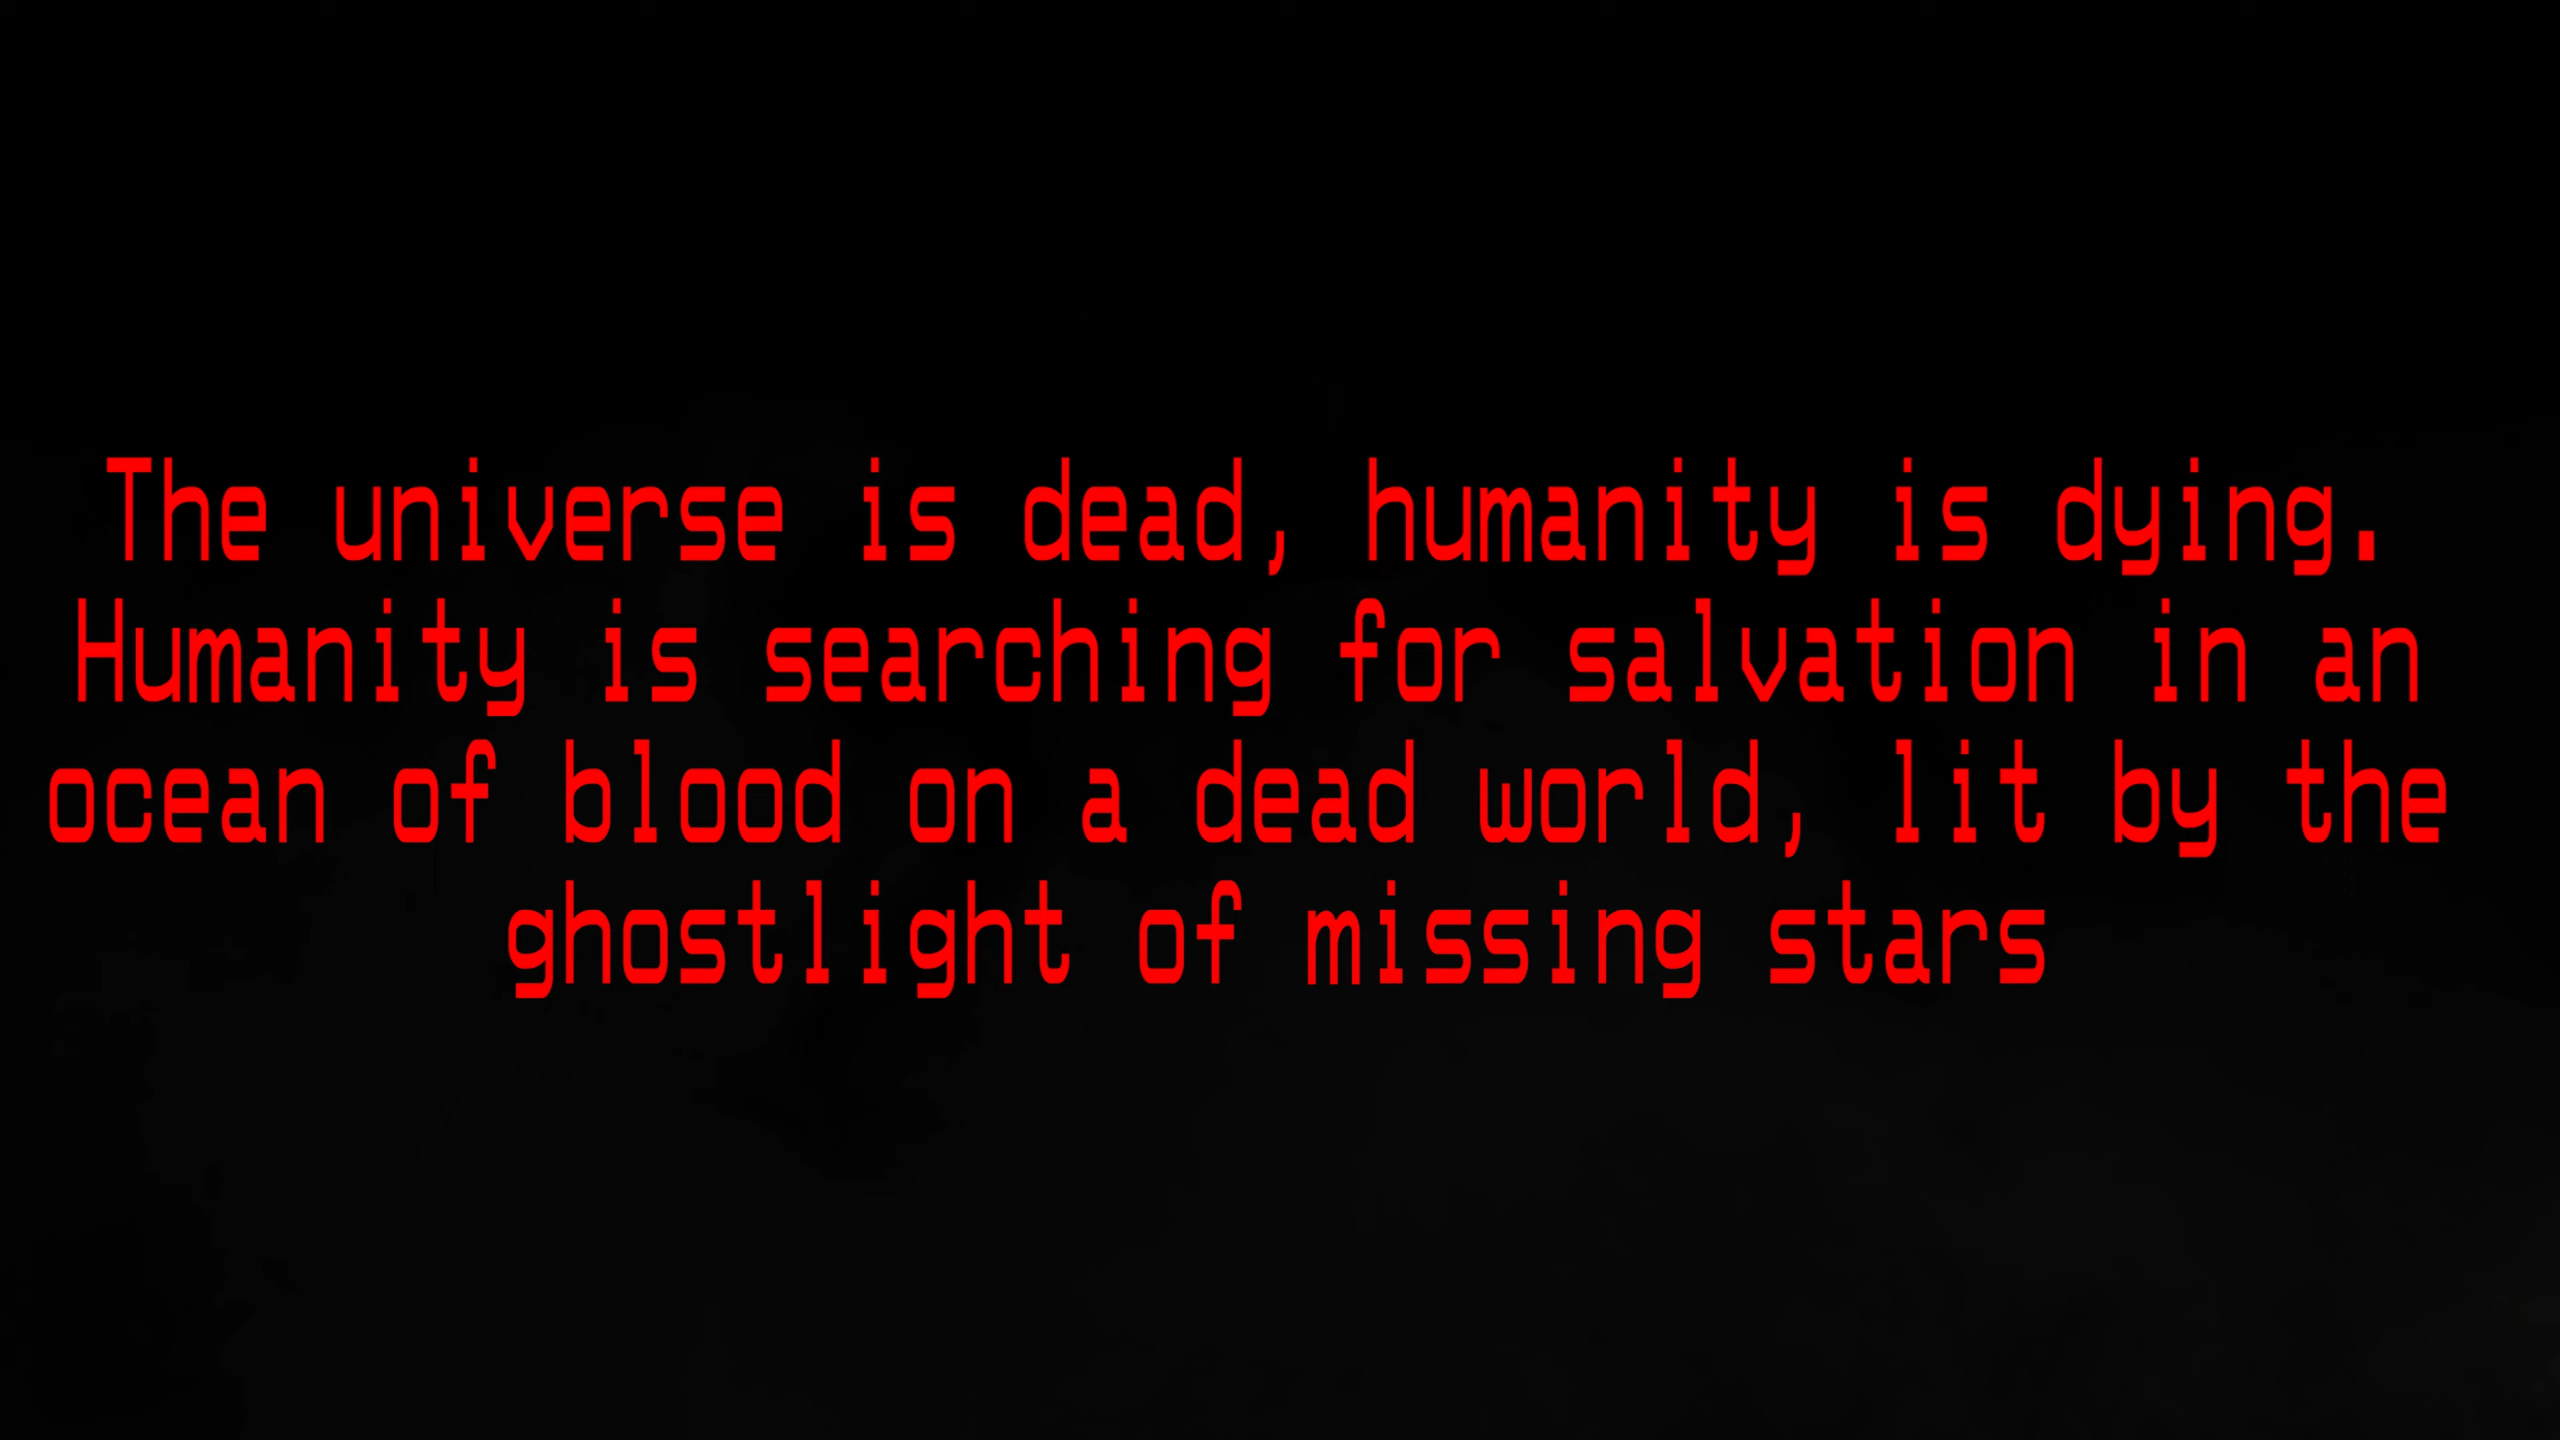 The universe is dead, humanity is dying.
Humanity is searching for salvation in an
ocean of blood on a dead world, lit by the
ghostlight of missing stars